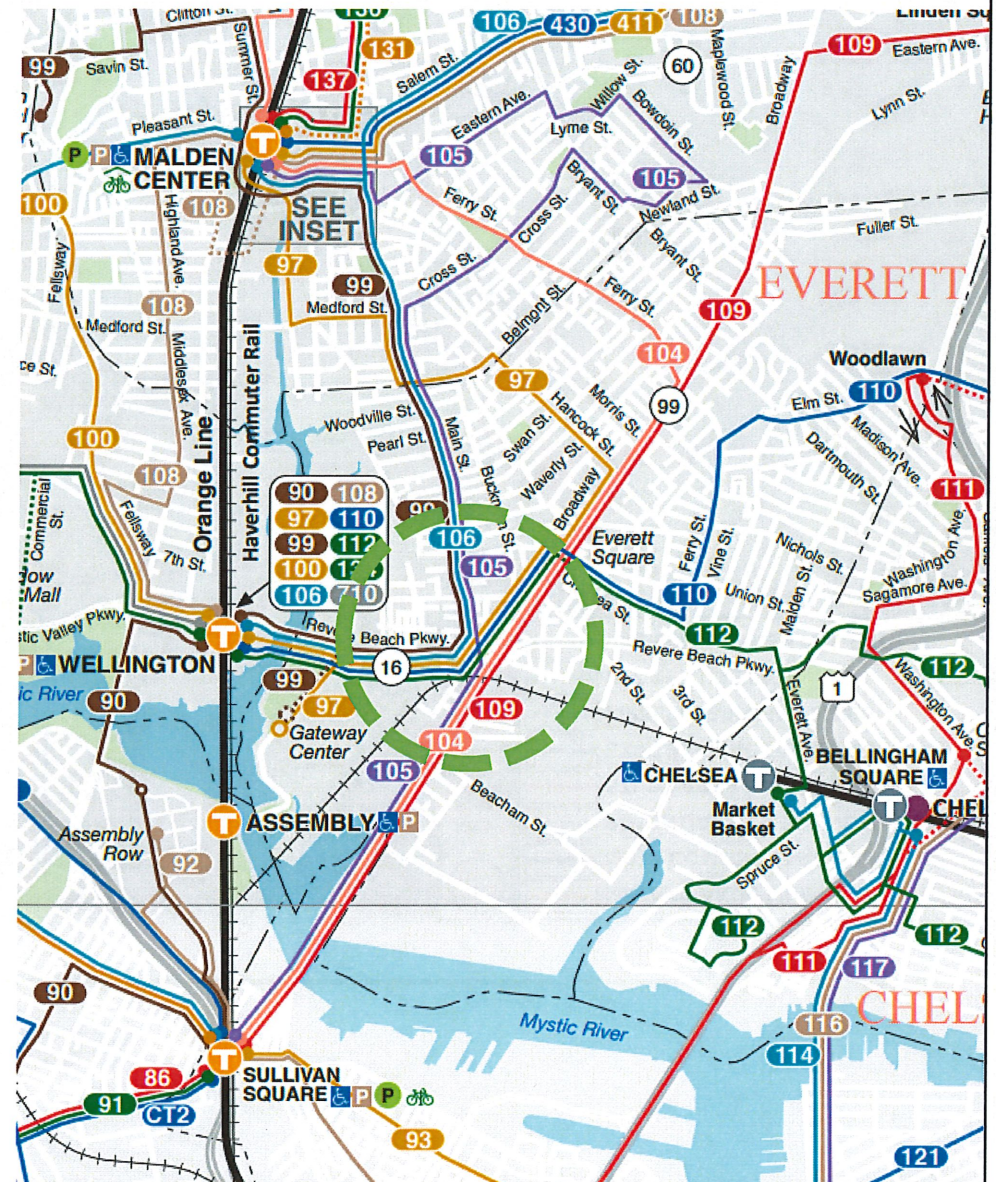 Clifton St.
Summer St.
131
106
430
411
108
Linden Sq
109
Eastern Ave.
99
Savin St.
137
Salem St.
60
Maplewood St.
Broadway
Lynn St.
Pleasant St.
Eastern Ave.
Willow St.
Bowdoin St.
Lyme St.
P
P
MALDEN
CENTER
T
105
105
100
108
Highland Ave.
SEE
INSET
Ferry St.
Cross St.
Bryant St.
Newland St.
Bryant St.
Fuller St.
Fellsway
97
99
Cross St.
EVERETT
108
Medford St.
Medford St.
Ferry St.
Belmont St.
109
Middlesex Ave.
104
Woodlawn
97
99
Elm St.
110
Woodville St.
Morris St.
Hancock St.
Swan St.
Madison Ave.
100
Pearl St.
Main St.
Waverly St.
Dartmouth St.
108
Orange Line
Haverhill Commuter Rail
90
108
97
110
99
112
100
106
710
Commercial
St.
Fellsway
7th St.
Broadway
111
106
105
Everett
Square
Ferry St.
Vine St.
Nichols St.
Washington Ave.
Mall
Union St.
Malden St.
Sagamore Ave.
110
tic Valley Pkwy.
Revere Beach Pkwy.
112
P
WELLINGTON
T
16
Revere Beach Pkwy.
112
ic River
90
99
97
2nd St.
3rd St.
1
Everett Ave.
Washington Ave.
109
Gateway
Center
104
105
CHELSEA
T
BELLINGHAM
SQUARE
T
CHEL
Market
Basket
T
ASSEMBLY
P
Beacham St.
Assembly
Row
92
Spruce St.
112
112
111
117
90
CHELS
Mystic River
116
114
T
86
91
CT2
SULLIVAN
SQUARE
P
P
93
121